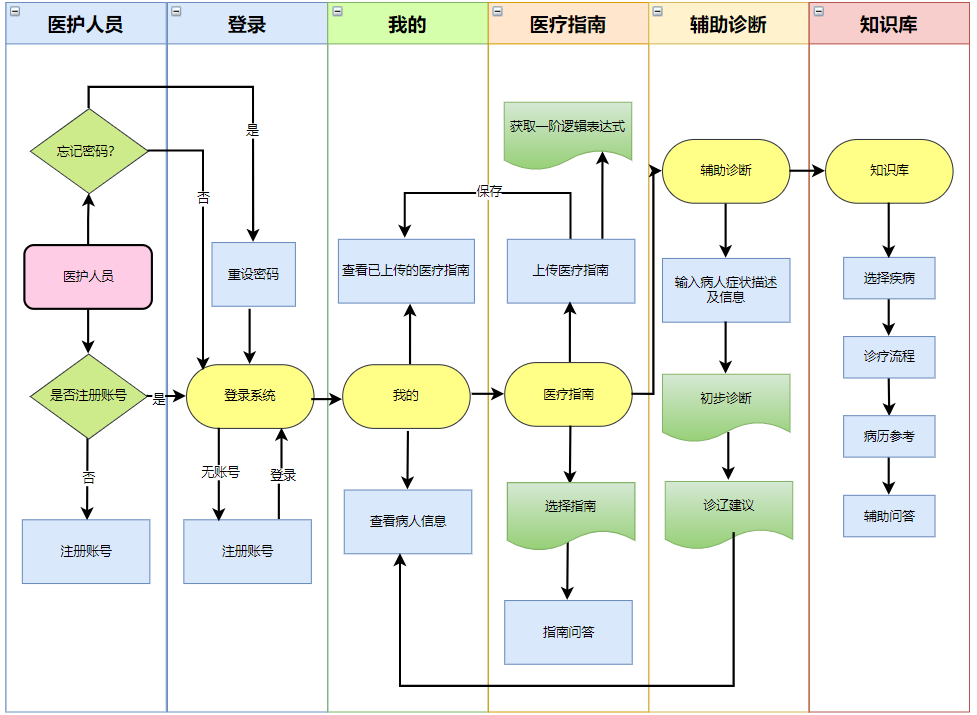 医护人员
登录
我的
医疗指南
辅助诊断
知识库
忘记密码?
是
否
医护人员
重设密码
是否注册账号
是
否
注册账号
登录系统
无账号
登录
注册账号
保存
查看已上传的医疗指南
我的
查看病人信息
获取一阶逻辑表达式
上传医疗指南
医疗指南
选择指南
指南问答
辅助诊断
输入病人症状描述
及信息
初步诊断
诊辽建议
知识库
选择疾病
诊疗流程
病历参考
辅助问答